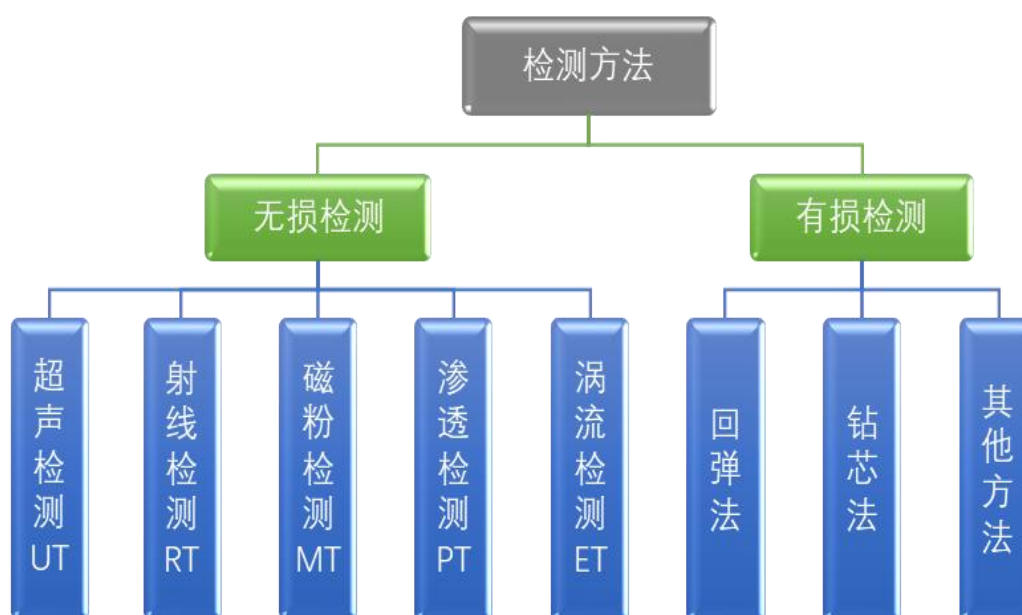 检测方法
无损检测
有损检测
超声检测UT
射线检测RT
磁粉检测MT
渗透检测PT
涡流检测ET
回弹法
钻芯法
其他方法